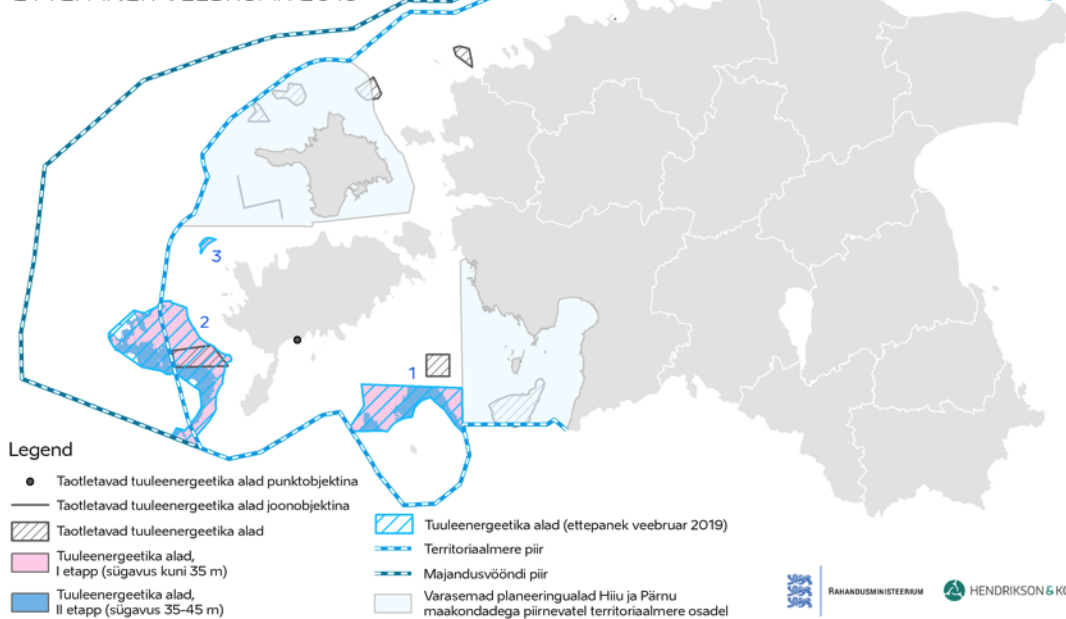 3
2
1
Legend
Taotletavad tuuleenergeetika alad punktobjektina
Taotletavad tuuleenergeetika alad joonobjektina
Taotletavad tuuleenergeetika alad
Tuuleenergeetika alad,
I etapp (sügavus kuni 35 m)
Tuuleenergeetika alad,
II etapp (sügavus 35-45 m)
Tuuleenergeetika alad (ettepanek veebruar 2019)
Territoriaalmere piir
Majandusvööndi piir
Varasemad planeeringualad Hiiu ja Pärnu
maakondadega piirnevatel territoriaalmere osadel
RAHANDUSMINISTEERIUM
HENDRIKSON & KO